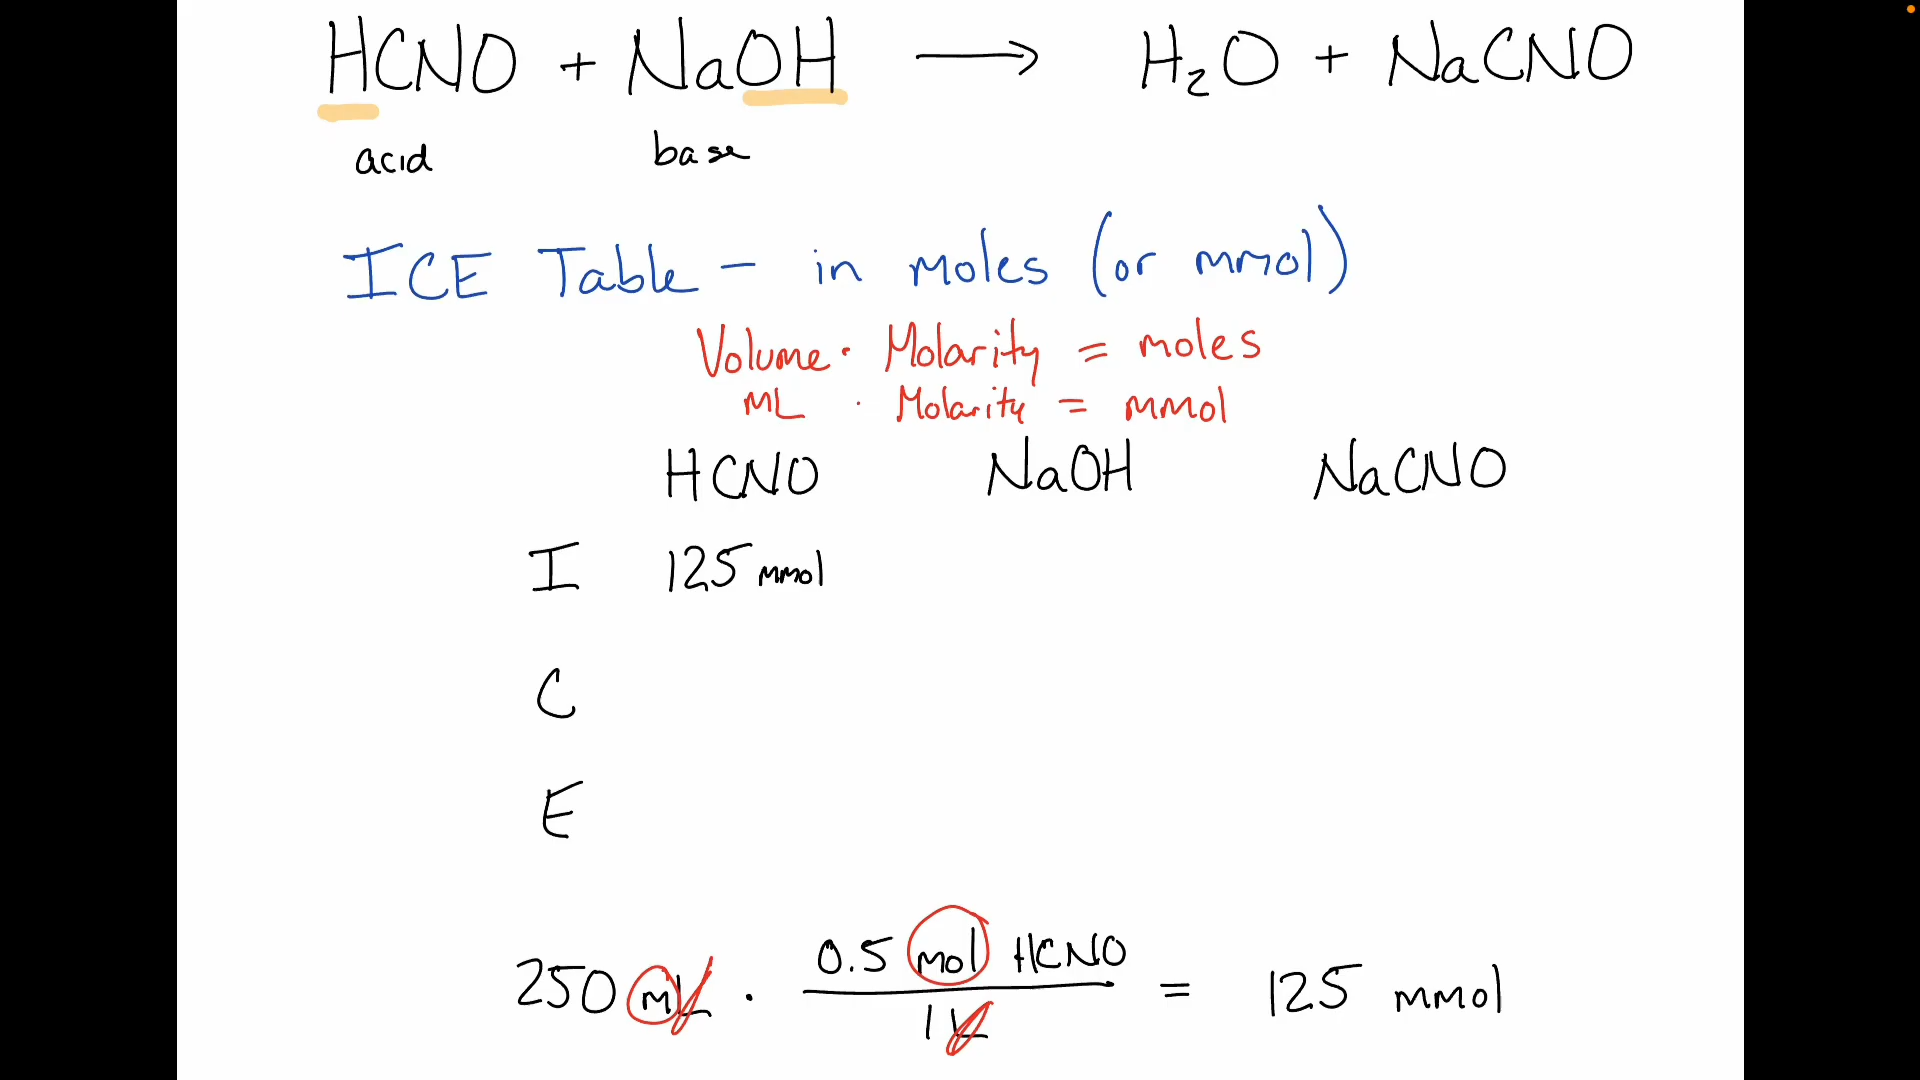 HCNO + NaOH → H₂O + NaCNO
acid base
ICE Table – in moles (or mmol)
Volume · Molarity = moles
mL · Molarity = mmol
HCNO NaOH NaCNO
I 125 mmol
C
E
250 mL · 0.5 mol HCNO / 1 L = 125 mmol